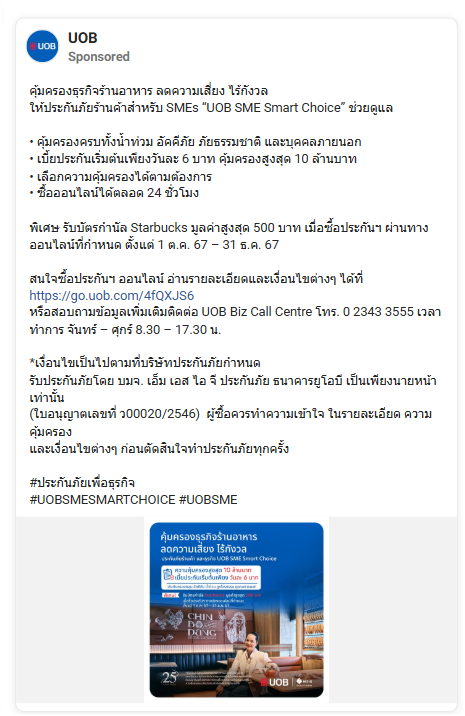 UOB
UOB
Sponsored
คุ้มครองธุรกิจร้านอาหาร ลดความเสี่ยง ไร้กังวล
ให้ประกันภัยร้านค้าสำหรับ SMEs “UOB SME Smart Choice” ช่วยดูแล
• คุ้มครองครบทั้งน้ำท่วม อัคคีภัย ภัยธรรมชาติ และบุคคลภายนอก
• เบี้ยประกันเริ่มต้นเพียงวันละ 6 บาท คุ้มครองสูงสุด 10 ล้านบาท
• เลือกความคุ้มครองได้ตามต้องการ
• ซื้อออนไลน์ได้ตลอด 24 ชั่วโมง
พิเศษ รับบัตรกำนัล Starbucks มูลค่าสูงสุด 500 บาท เมื่อซื้อประกันฯ ผ่านทาง
ออนไลน์ที่กำหนด ตั้งแต่ 1 ต.ค. 67 – 31 ธ.ค. 67
สนใจซื้อประกันฯ ออนไลน์ อ่านรายละเอียดและเงื่อนไขต่างๆ ได้ที่
https://go.uob.com/4fQXJS6
หรือสอบถามข้อมูลเพิ่มเติมติดต่อ UOB Biz Call Centre โทร. 0 2343 3555 เวลา
ทำการ จันทร์ – ศุกร์ 8.30 – 17.30 น.
*เงื่อนไขเป็นไปตามที่บริษัทประกันภัยกำหนด
รับประกันภัยโดย บมจ. เอ็ม เอส ไอ จี ประกันภัย ธนาคารยูโอบี เป็นเพียงนายหน้า
เท่านั้น
(ใบอนุญาตเลขที่ ว00020/2546) ผู้ซื้อควรทำความเข้าใจ ในรายละเอียด ความ
คุ้มครอง
และเงื่อนไขต่างๆ ก่อนตัดสินใจทำประกันภัยทุกครั้ง
#ประกันภัยเพื่อธุรกิจ
#UOBSMESMARTCHOICE #UOBSME
คุ้มครองธุรกิจร้านอาหาร
ลดความเสี่ยง ไร้กังวล
ประกันภัยร้านค้า และธุรกิจ UOB SME Smart Choice
ความคุ้มครองสูงสุด 10 ล้านบาท
เบี้ยประกันเริ่มต้นเพียง วันละ 6 บาท
CHIN
DO
DANG
25
UOB